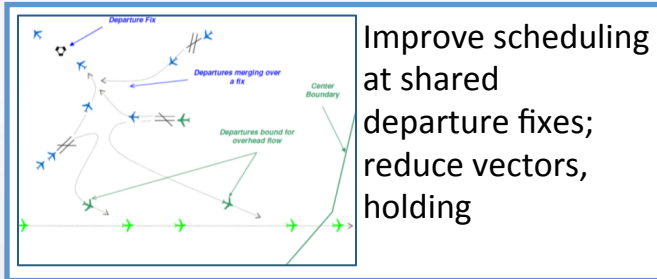 Departure Fix
Departures merging over
a fix
Center
Boundary
Departures bound for
overhead flow
Improve scheduling
at shared
departure fixes;
reduce vectors,
holding